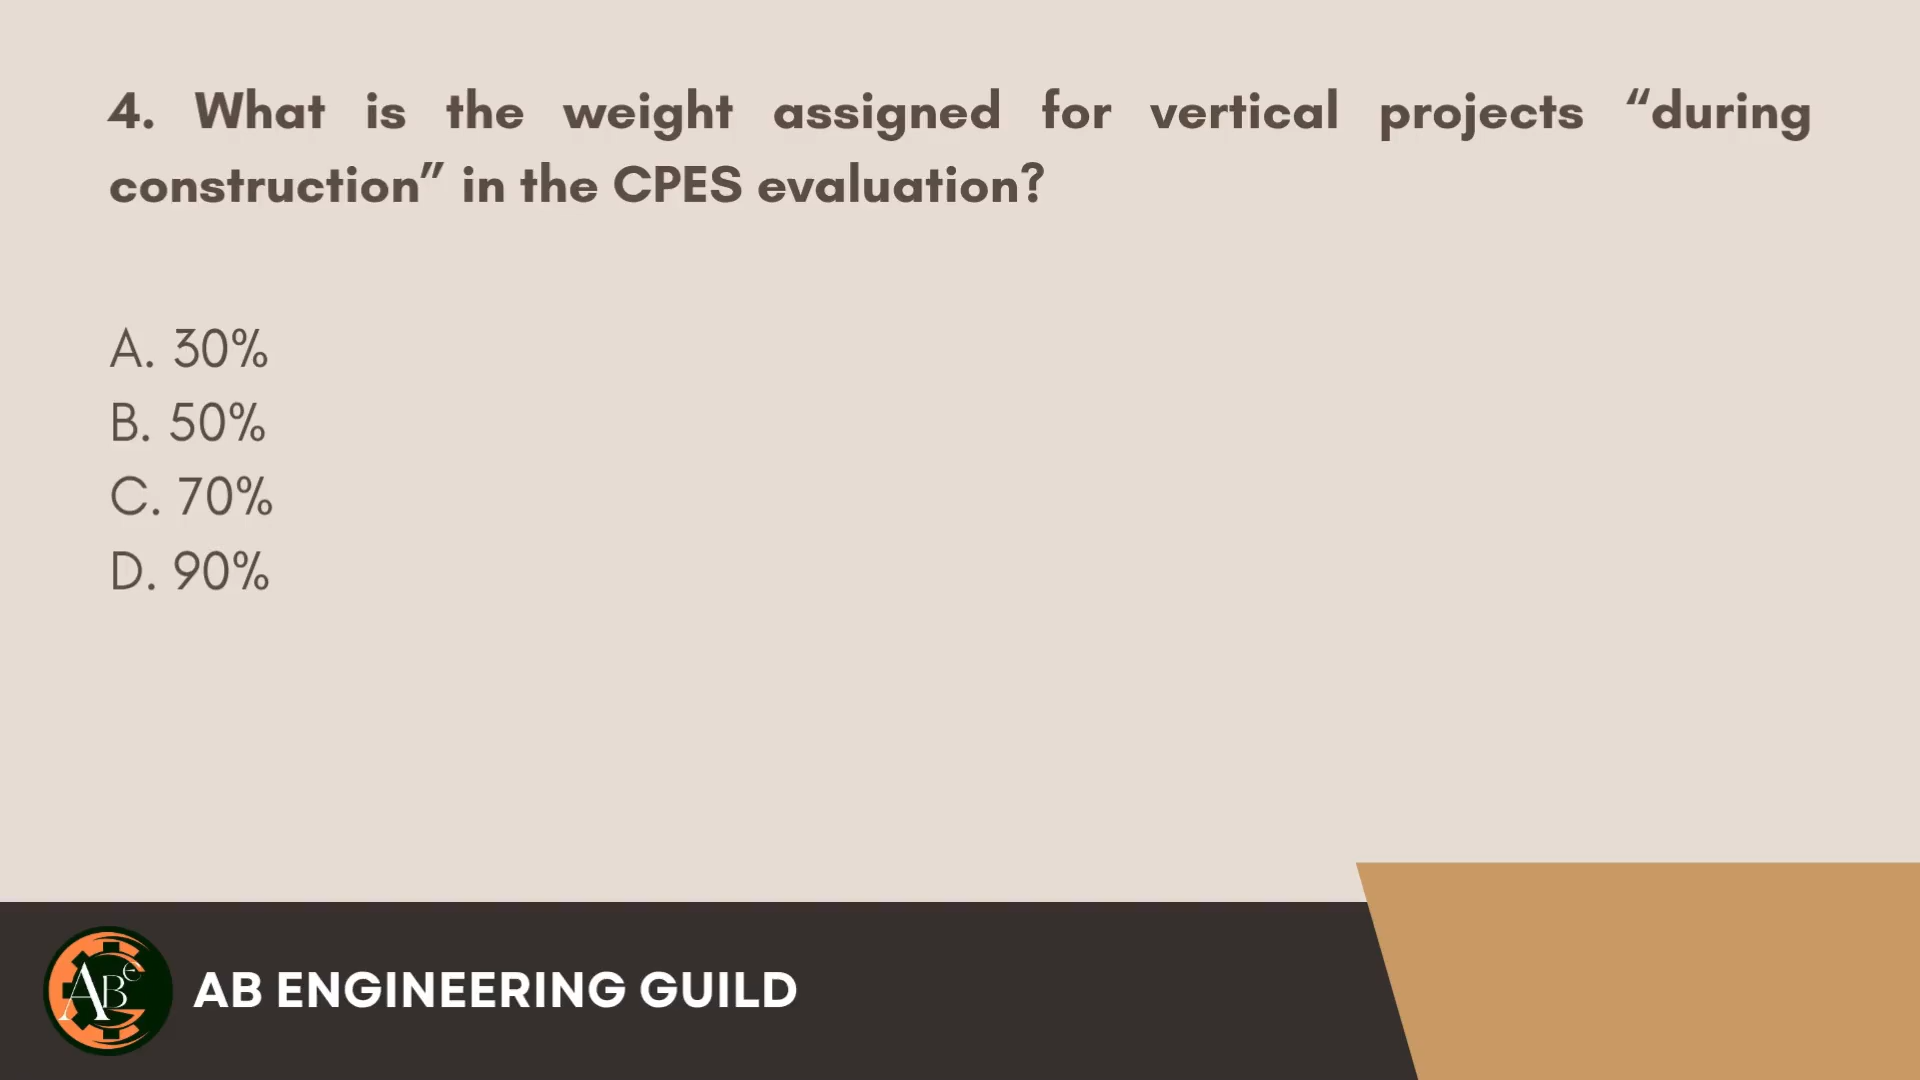 4. What is the weight assigned for vertical projects “during
construction” in the CPES evaluation?
A. 30%
B. 50%
C. 70%
D. 90%
ABe
AB ENGINEERING GUILD